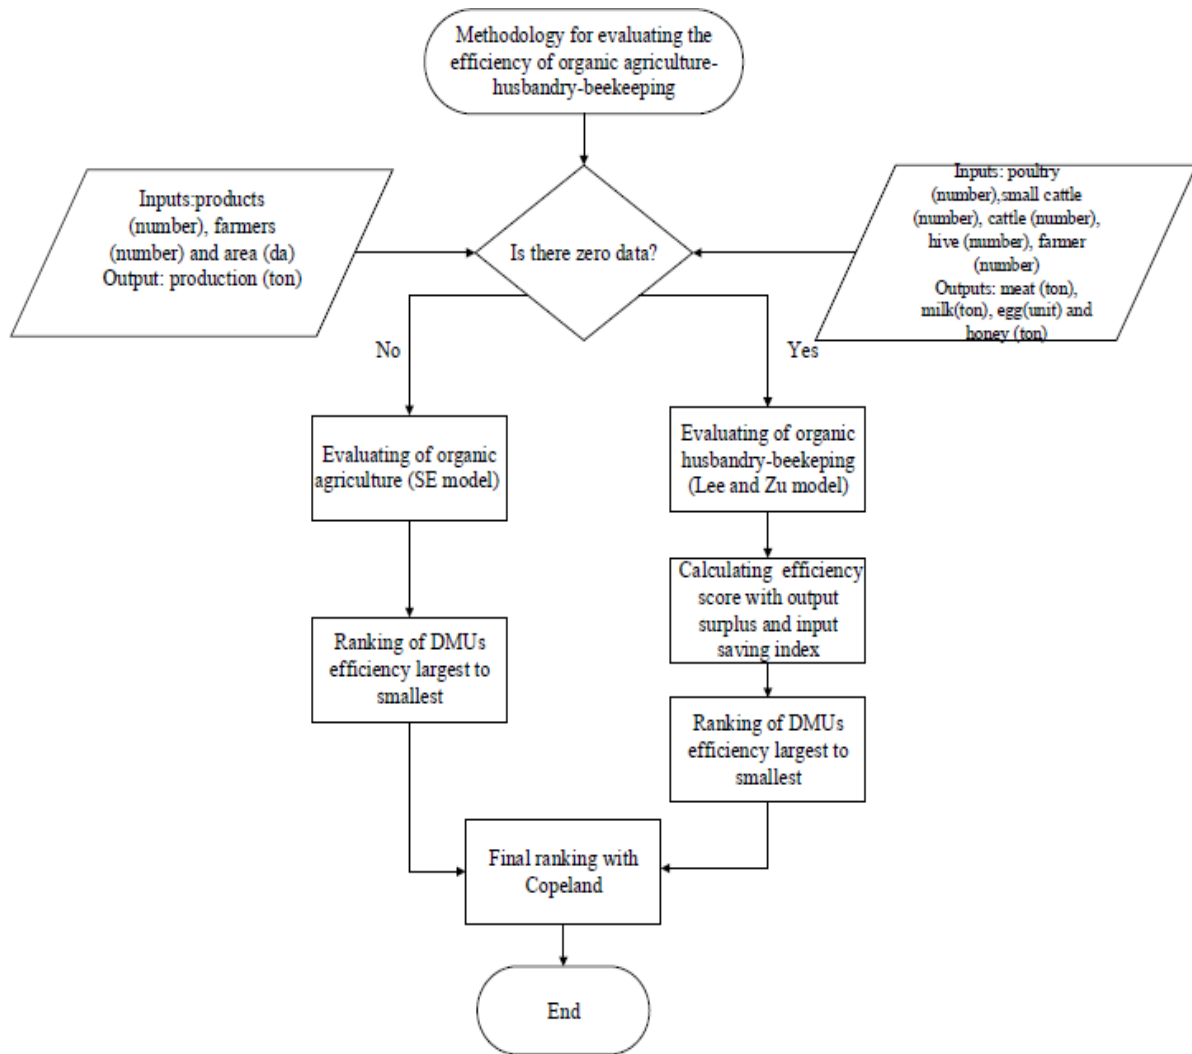 Methodology for evaluating the
efficiency of organic agriculture-
husbandry-beekeeping
Inputs:products
(number), farmers
(number) and area (da)
Output: production (ton)
Is there zero data?
Inputs: poultry
(number),small cattle
(number), cattle (number),
hive (number), farmer
(number)
Outputs: meat (ton),
milk(ton), egg(unit) and
honey (ton)
No
Yes
Evaluating of organic
agriculture (SE model)
Evaluating of organic
husbandry-beekeping
(Lee and Zu model)
Calculating efficiency
score with output
surplus and input
saving index
Ranking of DMUs
efficiency largest to
smallest
Ranking of DMUs
efficiency largest to
smallest
Final ranking with
Copeland
End